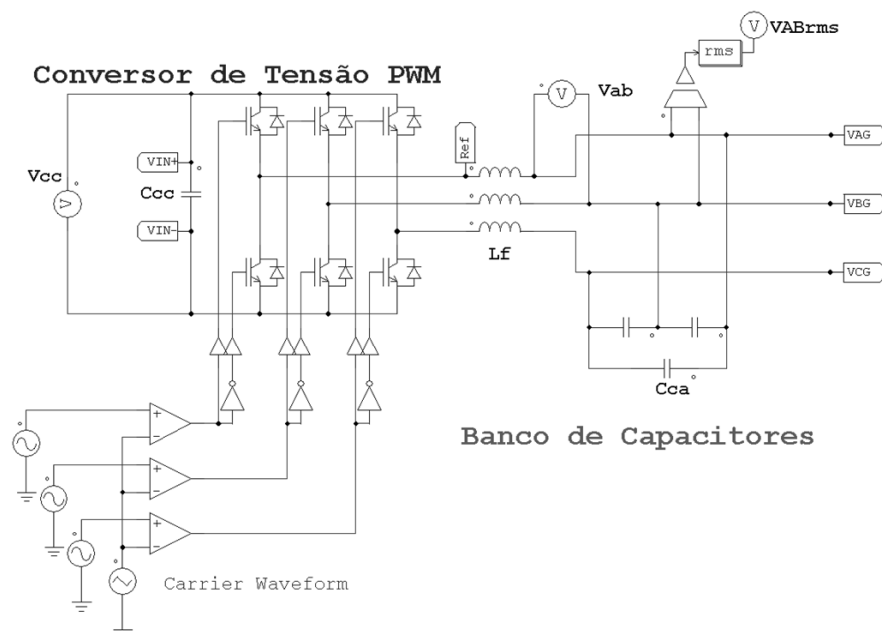 VABrms
rms
Conversor de Tensão PWM
Vab
Ref
VAG
VIN+
Vcc
Ccc
VBG
VIN-
Lf
VCG
Cca
Banco de Capacitores
Carrier Waveform